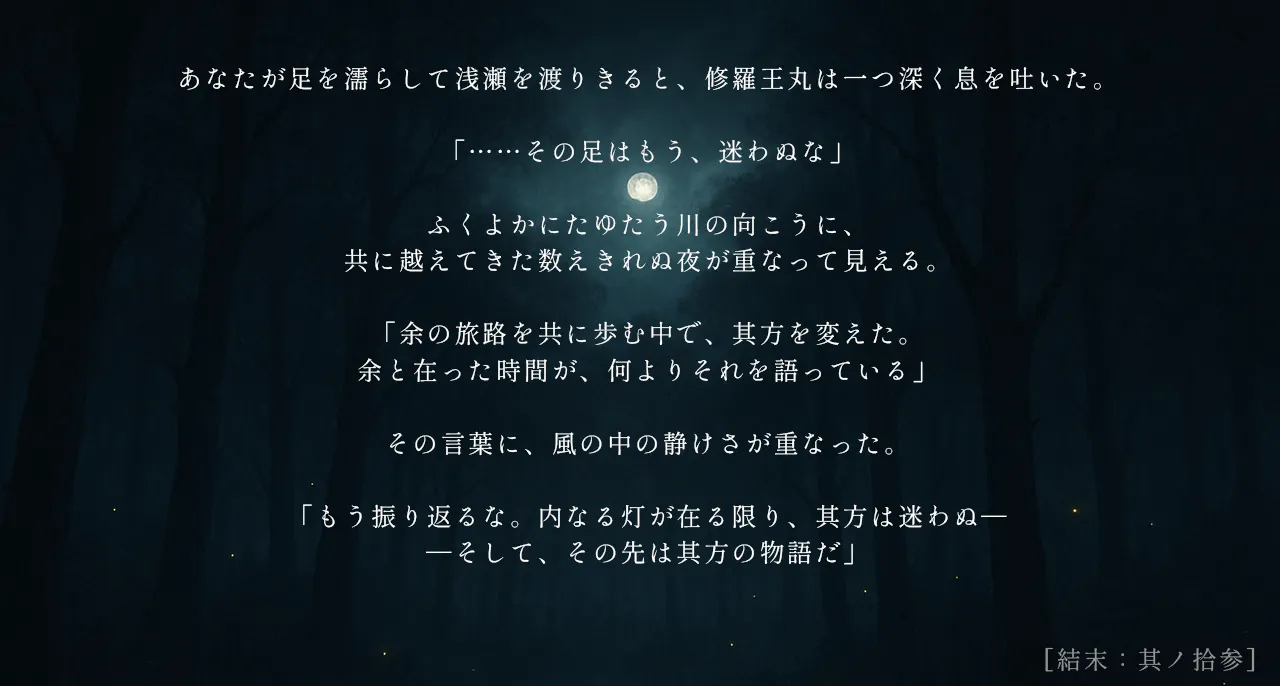 あなたが足を濡らして浅瀬を渡りきると、修羅王丸は一つ深く息を吐いた。
「……その足はもう、迷わぬな」
ふくよかにたゆたう川の向こうに、
共に越えてきた数えきれぬ夜が重なって見える。
「余の旅路を共に歩む中で、其方を変えた。
余と在った時間が、何よりそれを語っている」
その言葉に、風の中の静けさが重なった。
「もう振り返るな。内なる灯が在る限り、其方は迷わぬ―
―そして、その先は其方の物語だ」
[結末：其ノ拾参]